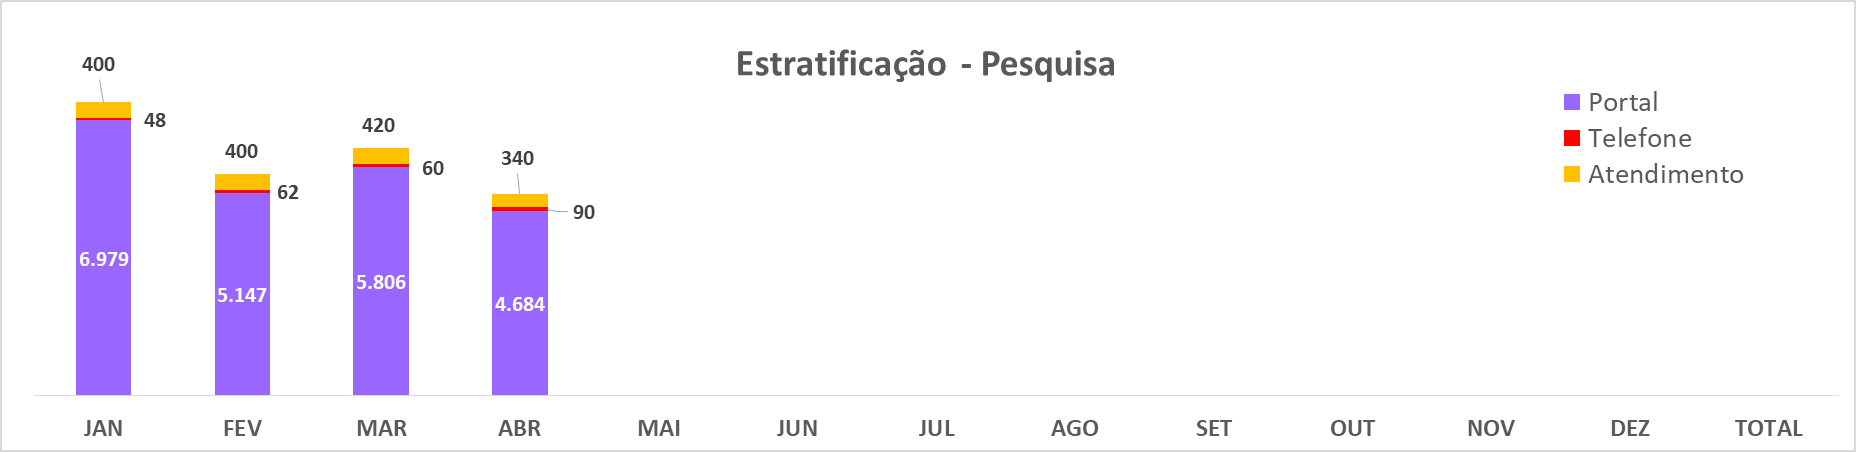 Estratificação - Pesquisa
Portal
Telefone
Atendimento
400
48
6.979
400
62
5.147
420
60
5.806
340
90
4.684
JAN FEV MAR ABR MAI JUN JUL AGO SET OUT NOV DEZ TOTAL